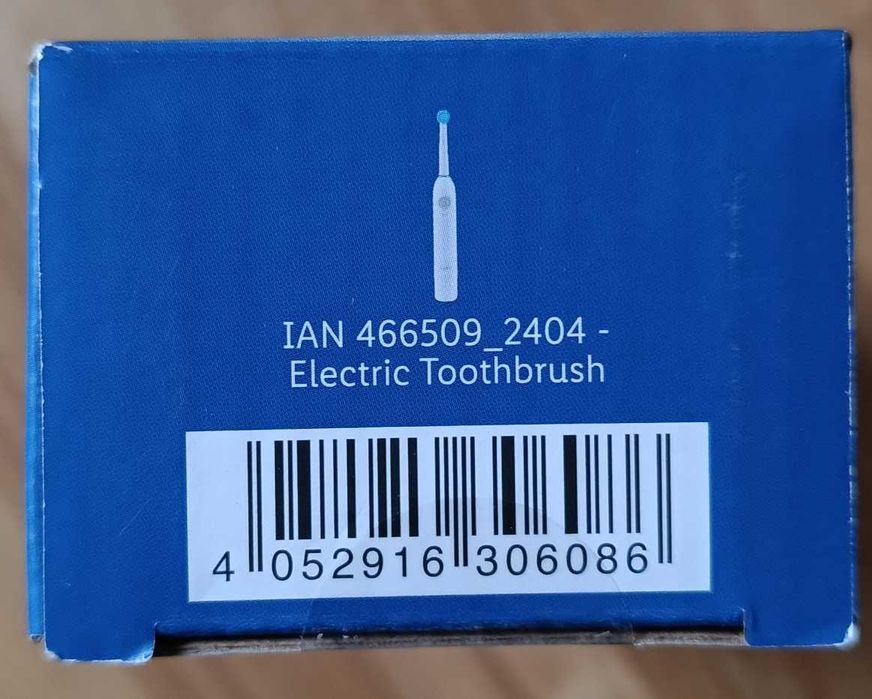 IAN 466509_2404 -
Electric Toothbrush
4 052916 306086